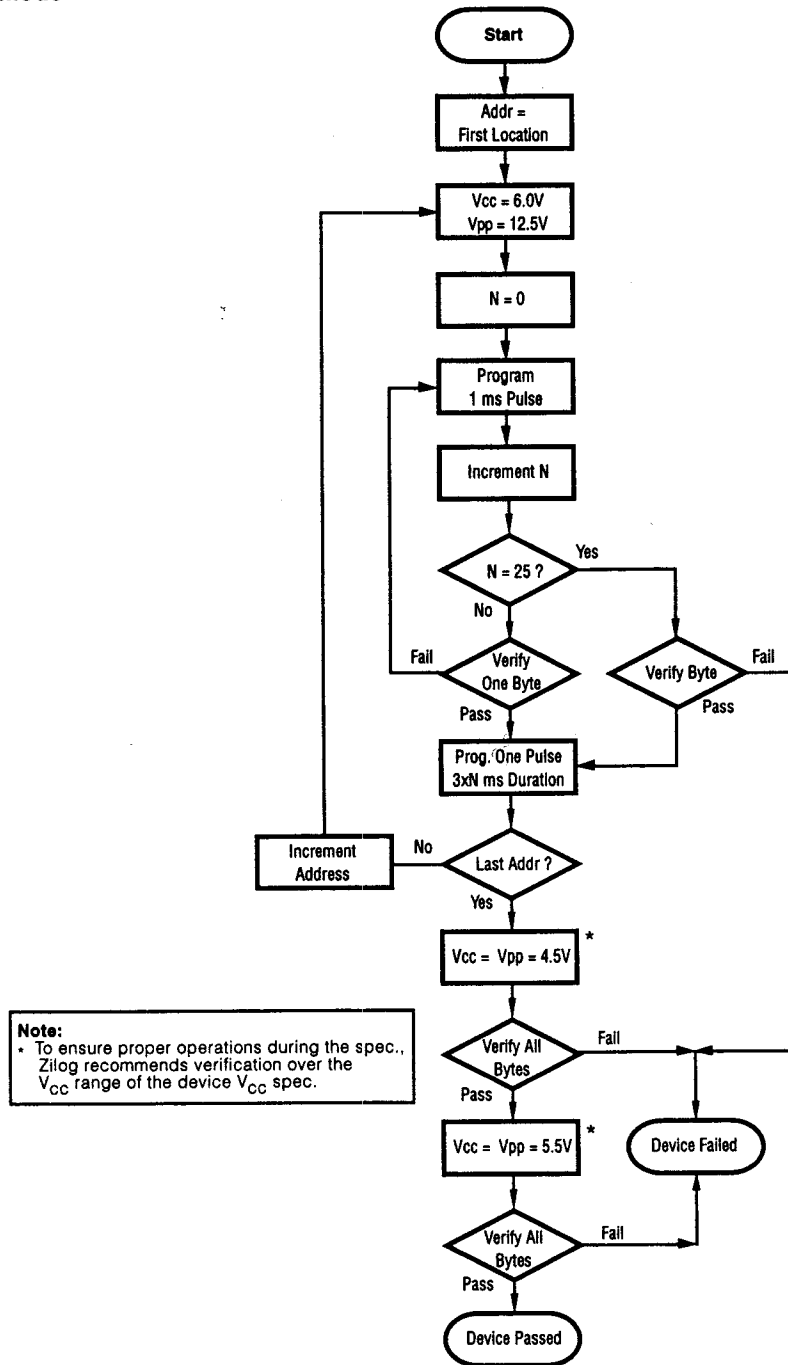 Start
Addr =
First Location
Vcc = 6.0V
Vpp = 12.5V
N = 0
Program
1 ms Pulse
Increment N
N = 25 ?
Yes
No
Fail
Verify
One Byte
Pass
Verify Byte
Fail
Pass
Prog. One Pulse
3xN ms Duration
Increment
Address
No
Last Addr ?
Yes
Vcc = Vpp = 4.5V
*
Note:
* To ensure proper operations during the spec.,
Zilog recommends verification over the
VCC range of the device VCC spec.
Verify All
Bytes
Fail
Pass
Vcc = Vpp = 5.5V
*
Device Failed
Verify All
Bytes
Fail
Pass
Device Passed